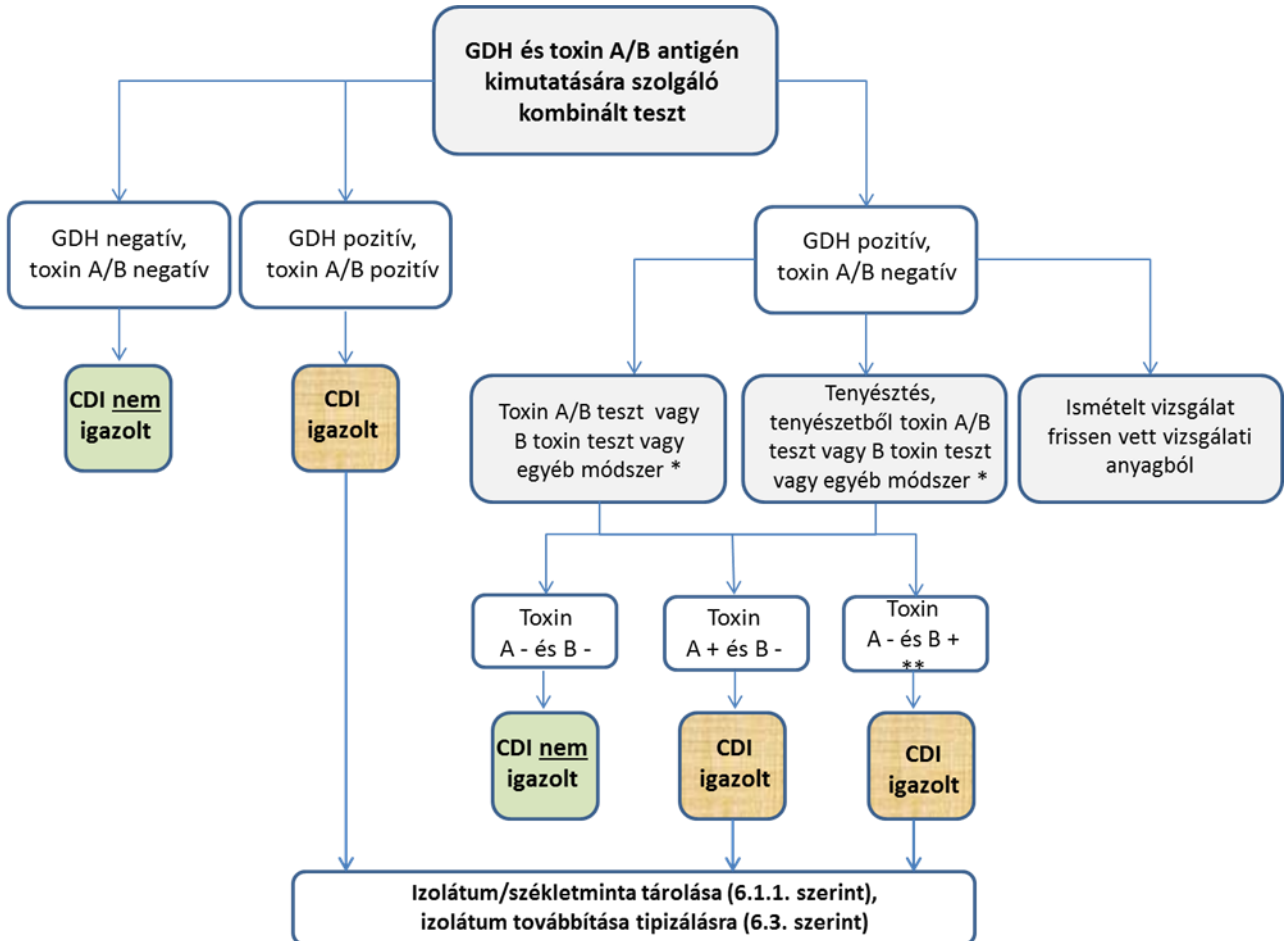 GDH és toxin A/B antigén
kimutatására szolgáló
kombinált teszt
GDH negatív,
toxin A/B negatív
GDH pozitív,
toxin A/B pozitív
GDH pozitív,
toxin A/B negatív
CDI nem
igazolt
CDI
igazolt
Toxin A/B teszt vagy
B toxin teszt vagy
egyéb módszer *
Tenyésztés,
tenyészetből toxin A/B
teszt vagy B toxin teszt
vagy egyéb módszer *
Ismételt vizsgálat
frissen vett vizsgálati
anyagból
Toxin
A - és B -
Toxin
A + és B -
Toxin
A - és B +
**
CDI nem
igazolt
CDI
igazolt
CDI
igazolt
Izolátum/székletminta tárolása (6.1.1. szerint),
izolátum továbbítása tipizálásra (6.3. szerint)